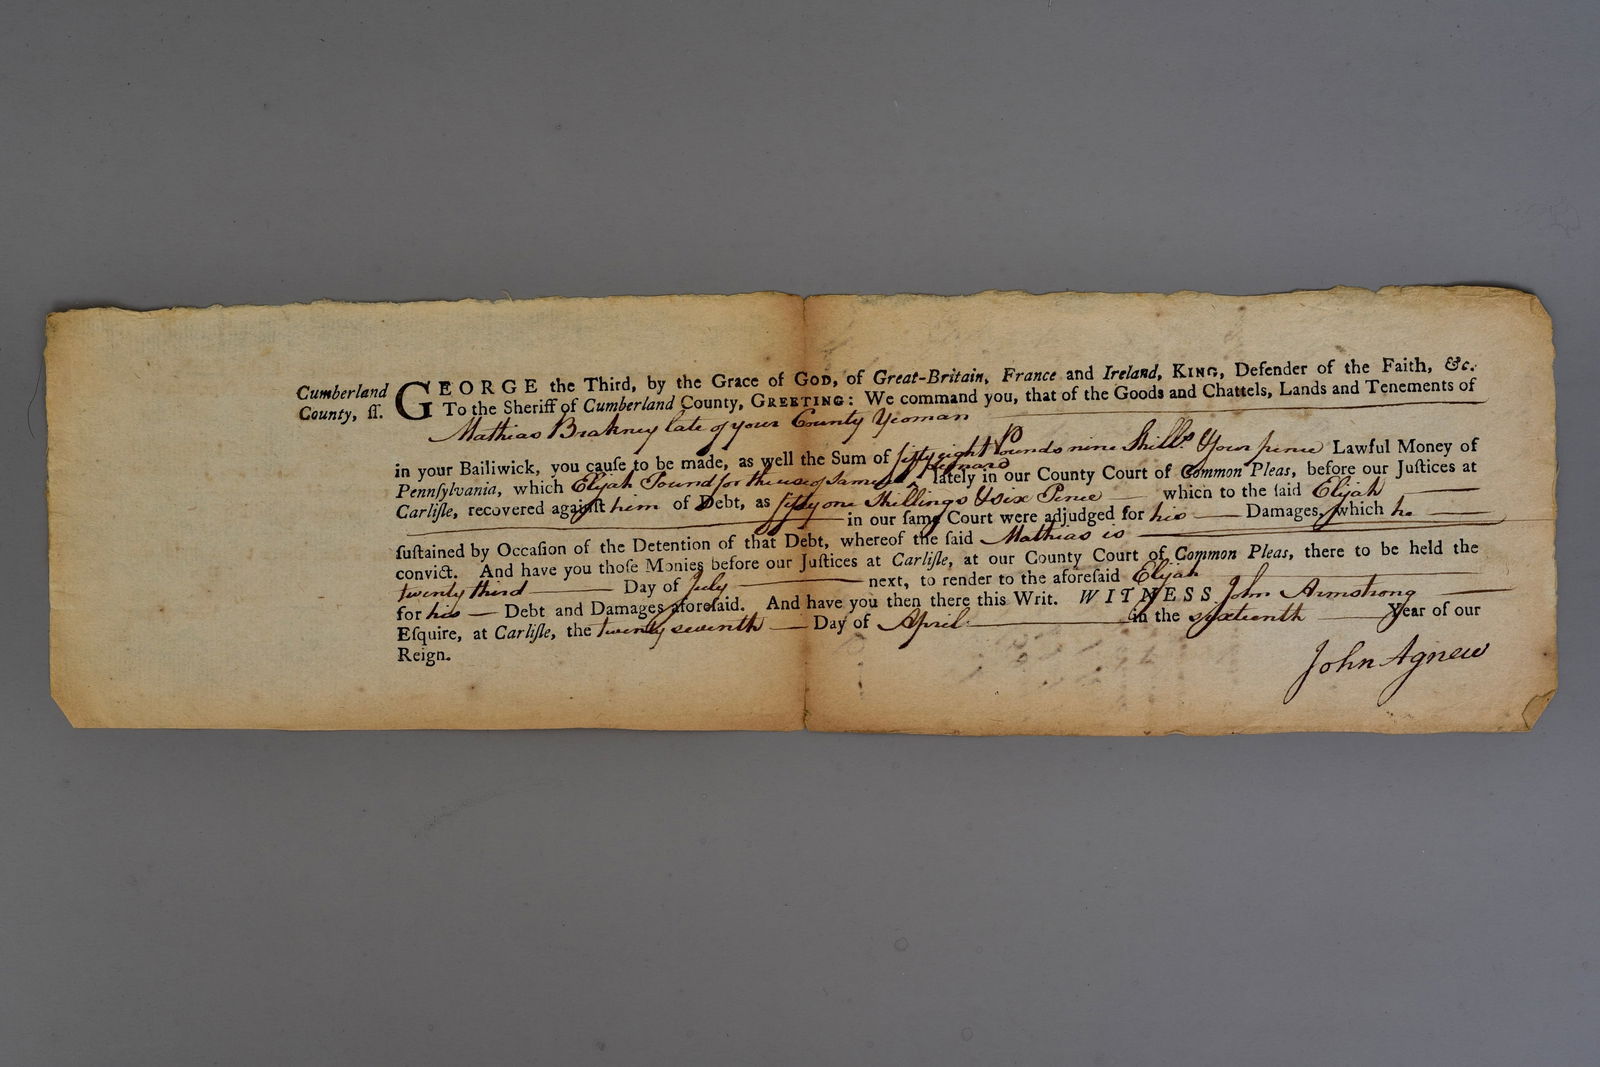 Cumberland
County, ſſ.
GEORGE the Third, by the Grace of GOD, of Great-Britain, France and Ireland, KING, Defender of the Faith, &c.
To the Sheriff of Cumberland County, GREETING: We command you, that of the Goods and Chattels, Lands and Tenements of
Mathias Brakney late of your County Yeoman
in your Bailiwick, you cauſe to be made, as well the Sum of fifty eight Pounds nine Shill.s & four pence Lawful Money of
Kennard
Pennſylvania, which Elijah Pound for the use of Samuel ^ lately in our County Court of Common Pleas, before our Juſtices at
Carliſle, recovered againſt him of Debt, as fifty one Shillings & six Pence which to the ſaid Elijah
in our ſame Court were adjudged for his Damages, which he
ſuſtained by Occaſion of the Detention of that Debt, whereof the ſaid Mathias is
convict. And have you thoſe Monies before our Juſtices at Carliſle, at our County Court of Common Pleas, there to be held the
twenty third Day of July next, to render to the aforeſaid Elijah
for his Debt and Damages aforeſaid. And have you then there this Writ. WITNESS John Armstrong
Eſquire, at Carliſle, the twenty seventh Day of April in the sixteenth Year of our
Reign.
John Agnew